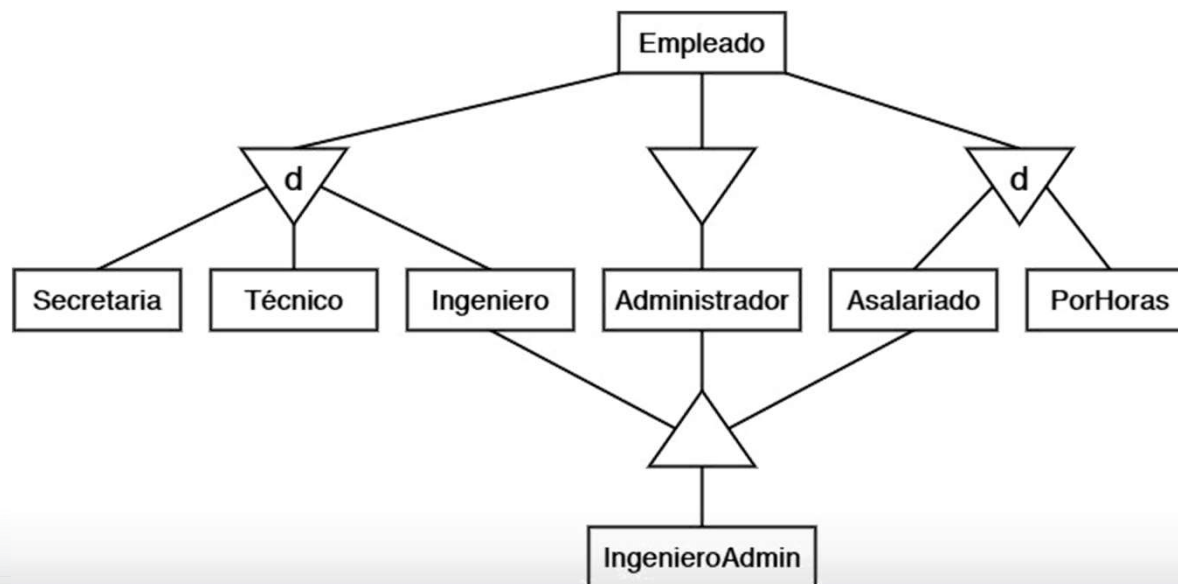 Empleado
d
d
Secretaria
Técnico
Ingeniero
Administrador
Asalariado
PorHoras
IngenieroAdmin